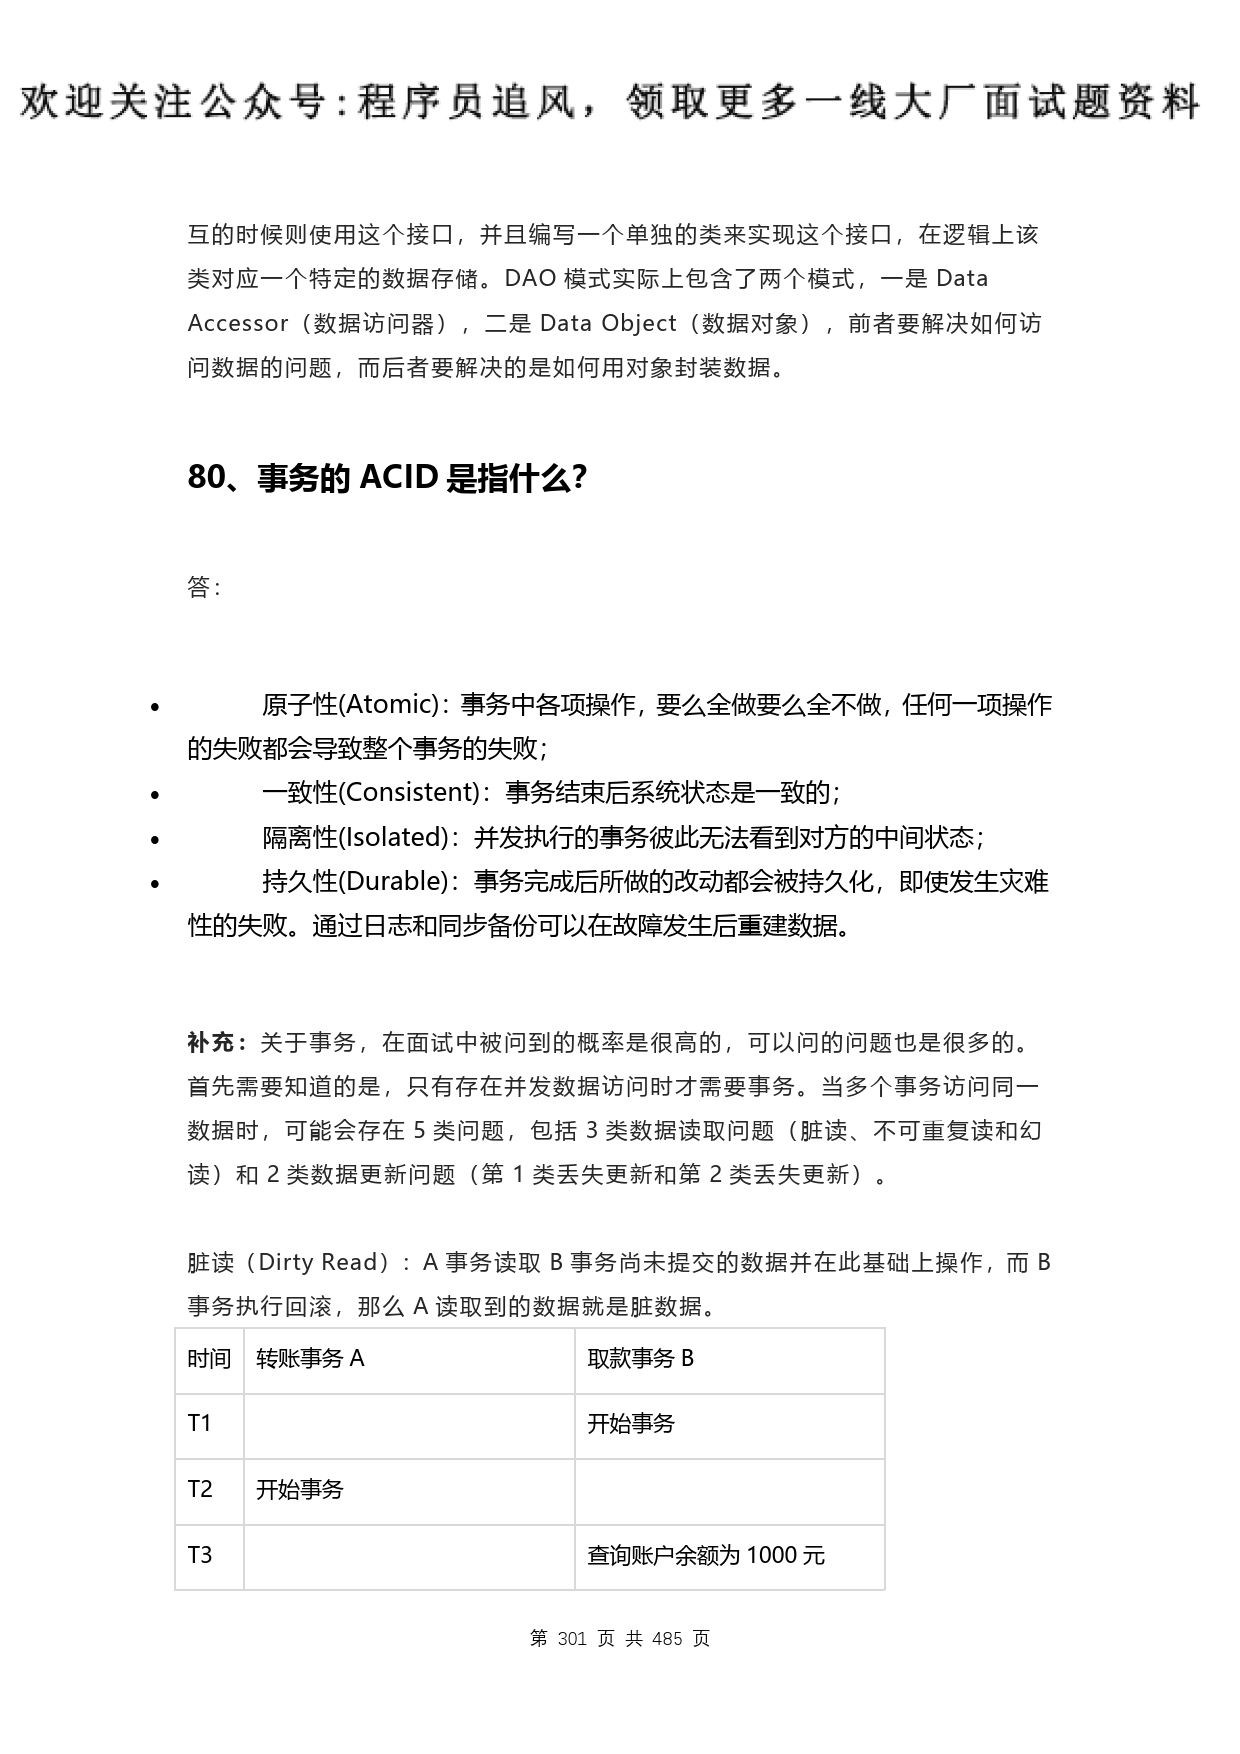 欢迎关注公众号:程序员追风，领取更多一线大厂面试题资料
互的时候则使用这个接口，并且编写一个单独的类来实现这个接口，在逻辑上该
类对应一个特定的数据存储。DAO 模式实际上包含了两个模式，一是 Data
Accessor（数据访问器），二是 Data Object（数据对象），前者要解决如何访
问数据的问题，而后者要解决的是如何用对象封装数据。
80、事务的 ACID 是指什么？
答：
• 原子性(Atomic)：事务中各项操作，要么全做要么全不做，任何一项操作
的失败都会导致整个事务的失败；
• 一致性(Consistent)：事务结束后系统状态是一致的；
• 隔离性(Isolated)：并发执行的事务彼此无法看到对方的中间状态；
• 持久性(Durable)：事务完成后所做的改动都会被持久化，即使发生灾难
性的失败。通过日志和同步备份可以在故障发生后重建数据。
补充：关于事务，在面试中被问到的概率是很高的，可以问的问题也是很多的。
首先需要知道的是，只有存在并发数据访问时才需要事务。当多个事务访问同一
数据时，可能会存在 5 类问题，包括 3 类数据读取问题（脏读、不可重复读和幻
读）和 2 类数据更新问题（第 1 类丢失更新和第 2 类丢失更新）。
脏读（Dirty Read）：A 事务读取 B 事务尚未提交的数据并在此基础上操作，而 B
事务执行回滚，那么 A 读取到的数据就是脏数据。
时间 转账事务 A 取款事务 B
T1 开始事务
T2 开始事务
T3 查询账户余额为 1000 元
第 301 页 共 485 页